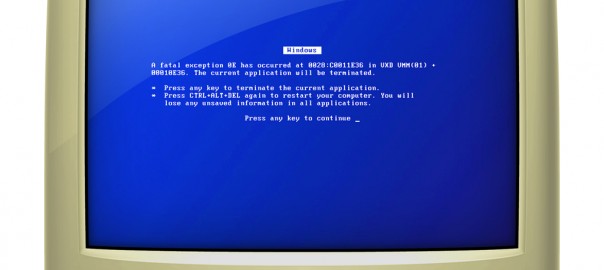 Windows
A fatal exception 0E has occurred at 0028:C0011E36 in UXD UMM(01) +
00010E36. The current application will be terminated.
* Press any key to terminate the current application.
* Press CTRL+ALT+DEL again to restart your computer. You will
lose any unsaved information in all applications.
Press any key to continue _